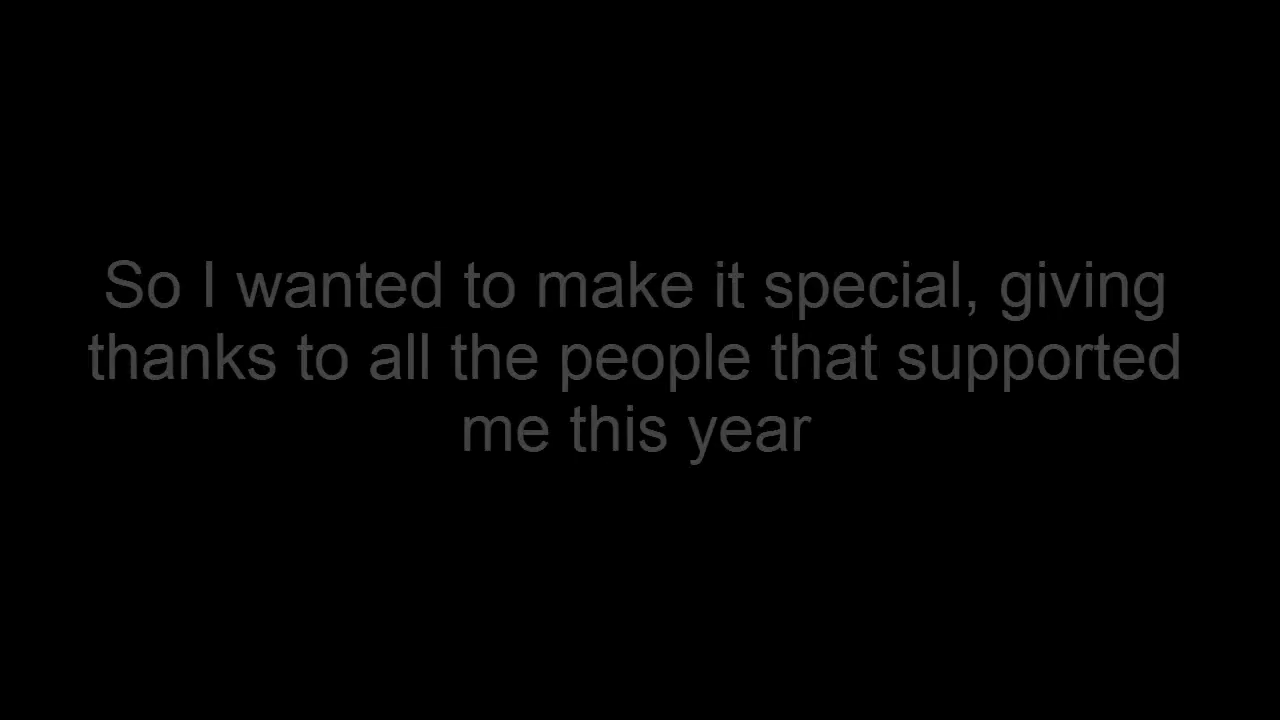 So I wanted to make it special, giving
thanks to all the people that supported
me this year